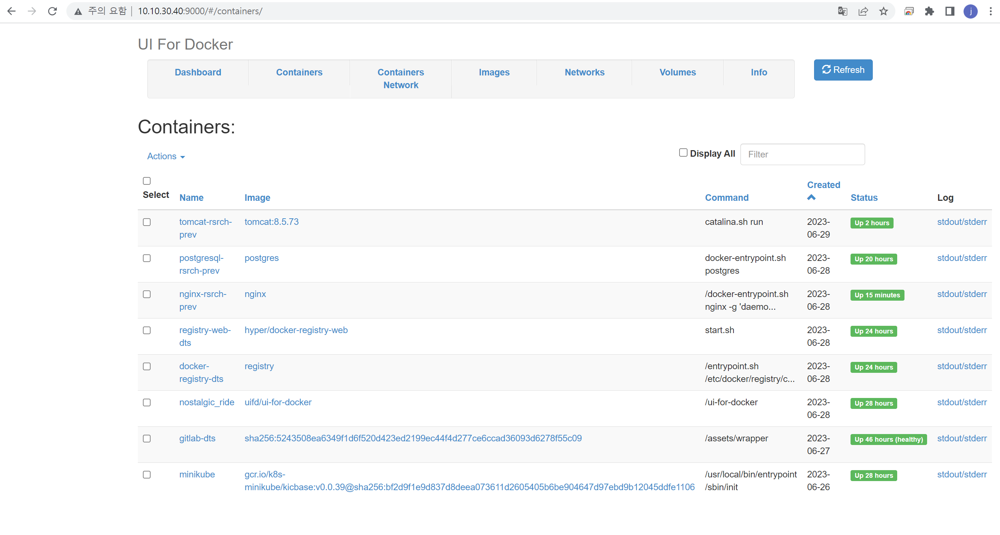 주의 요함 | 10.10.30.40:9000/#/containers/
j
UI For Docker
Dashboard
Containers
Containers
Network
Images
Networks
Volumes
Info
Refresh
Containers:
Actions
Display All
Filter
Select
Name
Image
Command
Created
Status
Log
tomcat-rsrch-
prev
tomcat:8.5.73
catalina.sh run
2023-
06-29
Up 2 hours
stdout/stderr
postgresql-
rsrch-prev
postgres
docker-entrypoint.sh
postgres
2023-
06-28
Up 20 hours
stdout/stderr
nginx-rsrch-
prev
nginx
/docker-entrypoint.sh
nginx -g 'daemo...
2023-
06-28
Up 15 minutes
stdout/stderr
registry-web-
dts
hyper/docker-registry-web
start.sh
2023-
06-28
Up 24 hours
stdout/stderr
docker-
registry-dts
registry
/entrypoint.sh
/etc/docker/registry/c...
2023-
06-28
Up 24 hours
stdout/stderr
nostalgic_ride
uifd/ui-for-docker
/ui-for-docker
2023-
06-28
Up 28 hours
stdout/stderr
gitlab-dts
sha256:5243508ea6349f1d6f520d423ed2199ec44f4d277ce6ccad36093d6278f55c09
/assets/wrapper
2023-
06-27
Up 46 hours (healthy)
stdout/stderr
minikube
gcr.io/k8s-
minikube/kicbase:v0.0.39@sha256:bf2d9f1e9d837d8deea073611d2605405b6be904647d97ebd9b12045ddfe1106
/usr/local/bin/entrypoint
/sbin/init
2023-
06-26
Up 28 hours
stdout/stderr